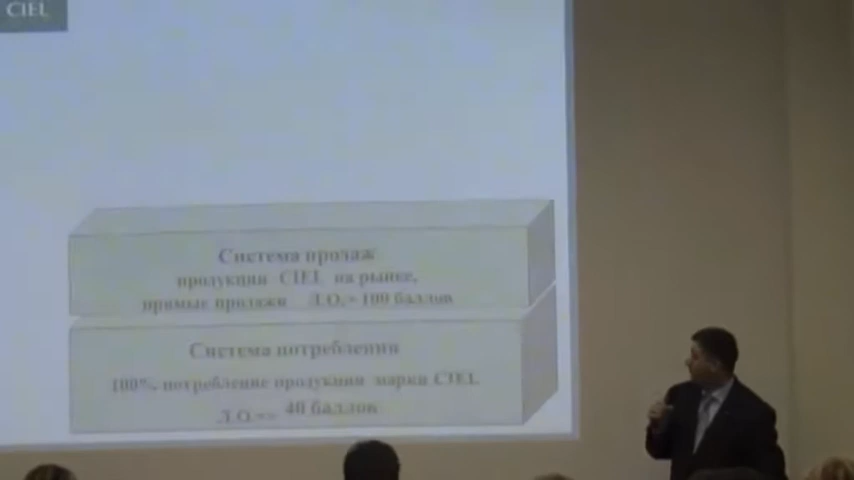 CIEL
Система продаж
продукции CIEL на рынке,
прямые продажи Л.О.= 100 баллов
Система потребления
100% потребление продукции марки CIEL
Л.О.= 40 баллов